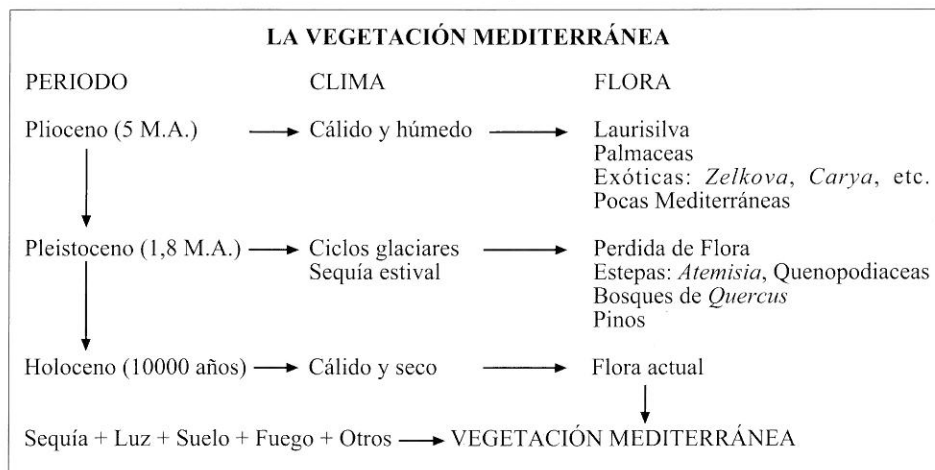 LA VEGETACIÓN MEDITERRÁNEA
PERIODO CLIMA FLORA
Plioceno (5 M.A.) Cálido y húmedo Laurisilva
Palmaceas
Exóticas: Zelkova, Carya, etc.
Pocas Mediterráneas
Pleistoceno (1,8 M.A.) Ciclos glaciares Perdida de Flora
Sequía estival Estepas: Atemisia, Quenopodiaceas
Bosques de Quercus
Pinos
Holoceno (10000 años) Cálido y seco Flora actual
Sequía + Luz + Suelo + Fuego + Otros VEGETACIÓN MEDITERRÁNEA